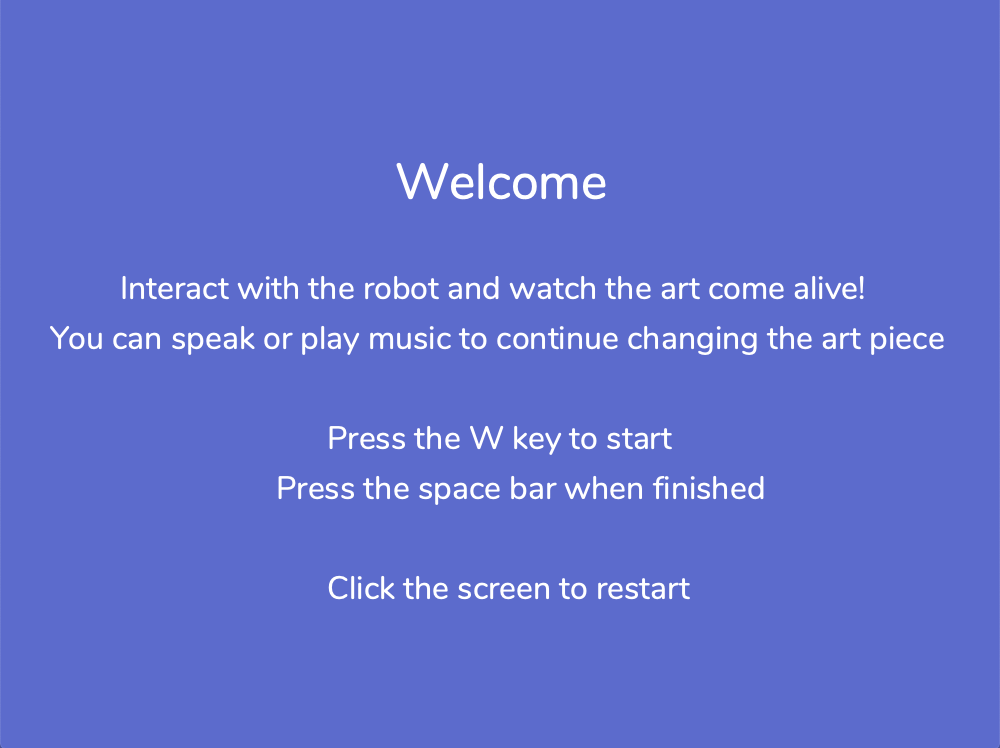 Welcome
Interact with the robot and watch the art come alive!
You can speak or play music to continue changing the art piece
Press the W key to start
Press the space bar when finished
Click the screen to restart